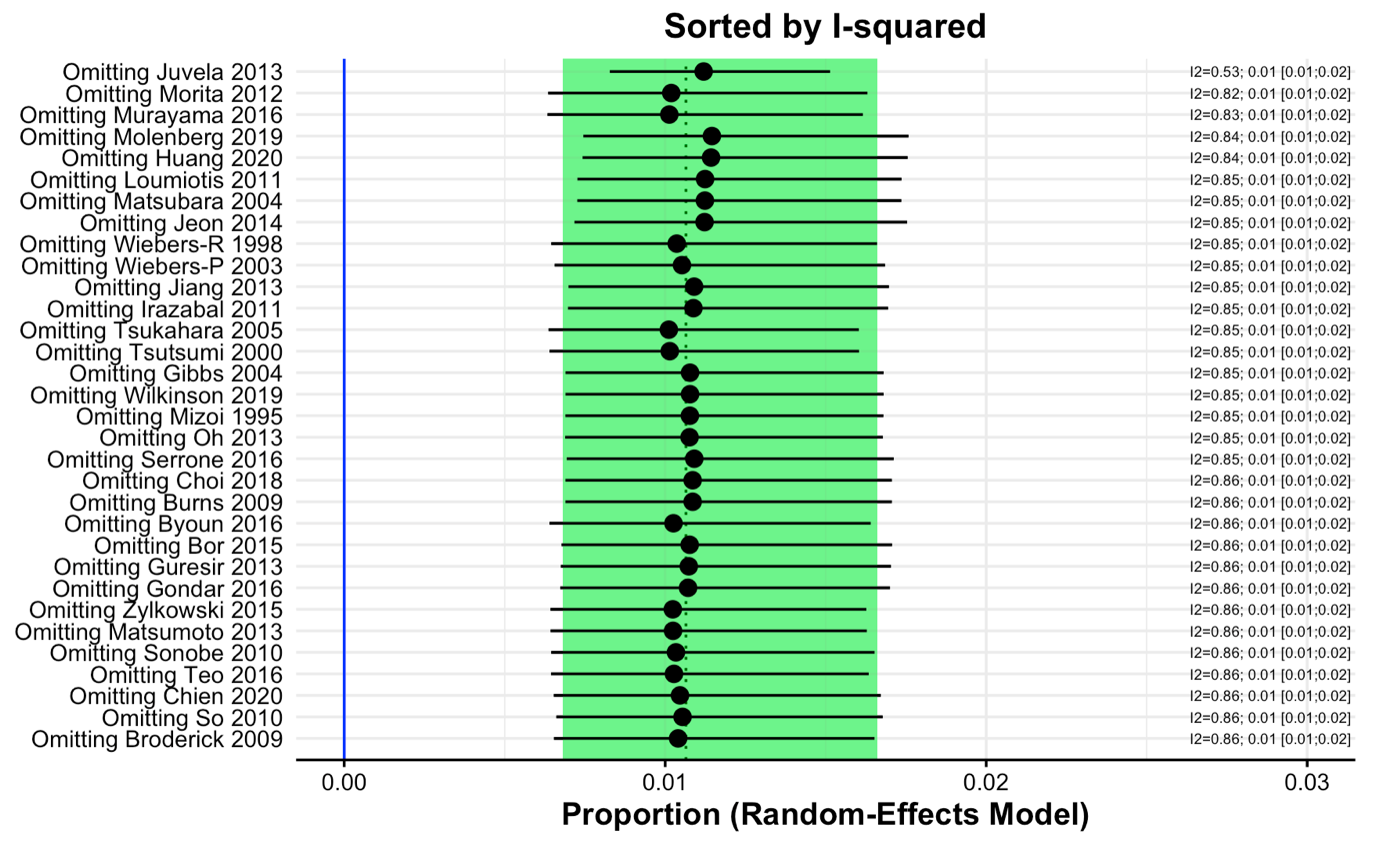 Sorted by I-squared
Omitting Juvela 2013 I2=0.53; 0.01 [0.01;0.02]
Omitting Morita 2012 I2=0.82; 0.01 [0.01;0.02]
Omitting Murayama 2016 I2=0.83; 0.01 [0.01;0.02]
Omitting Molenberg 2019 I2=0.84; 0.01 [0.01;0.02]
Omitting Huang 2020 I2=0.84; 0.01 [0.01;0.02]
Omitting Loumiotis 2011 I2=0.85; 0.01 [0.01;0.02]
Omitting Matsubara 2004 I2=0.85; 0.01 [0.01;0.02]
Omitting Jeon 2014 I2=0.85; 0.01 [0.01;0.02]
Omitting Wiebers-R 1998 I2=0.85; 0.01 [0.01;0.02]
Omitting Wiebers-P 2003 I2=0.85; 0.01 [0.01;0.02]
Omitting Jiang 2013 I2=0.85; 0.01 [0.01;0.02]
Omitting Irazabal 2011 I2=0.85; 0.01 [0.01;0.02]
Omitting Tsukahara 2005 I2=0.85; 0.01 [0.01;0.02]
Omitting Tsutsumi 2000 I2=0.85; 0.01 [0.01;0.02]
Omitting Gibbs 2004 I2=0.85; 0.01 [0.01;0.02]
Omitting Wilkinson 2019 I2=0.85; 0.01 [0.01;0.02]
Omitting Mizoi 1995 I2=0.85; 0.01 [0.01;0.02]
Omitting Oh 2013 I2=0.85; 0.01 [0.01;0.02]
Omitting Serrone 2016 I2=0.85; 0.01 [0.01;0.02]
Omitting Choi 2018 I2=0.86; 0.01 [0.01;0.02]
Omitting Burns 2009 I2=0.86; 0.01 [0.01;0.02]
Omitting Byoun 2016 I2=0.86; 0.01 [0.01;0.02]
Omitting Bor 2015 I2=0.86; 0.01 [0.01;0.02]
Omitting Guresir 2013 I2=0.86; 0.01 [0.01;0.02]
Omitting Gondar 2016 I2=0.86; 0.01 [0.01;0.02]
Omitting Zylkowski 2015 I2=0.86; 0.01 [0.01;0.02]
Omitting Matsumoto 2013 I2=0.86; 0.01 [0.01;0.02]
Omitting Sonobe 2010 I2=0.86; 0.01 [0.01;0.02]
Omitting Teo 2016 I2=0.86; 0.01 [0.01;0.02]
Omitting Chien 2020 I2=0.86; 0.01 [0.01;0.02]
Omitting So 2010 I2=0.86; 0.01 [0.01;0.02]
Omitting Broderick 2009 I2=0.86; 0.01 [0.01;0.02]
0.00 0.01 0.02 0.03
Proportion (Random-Effects Model)